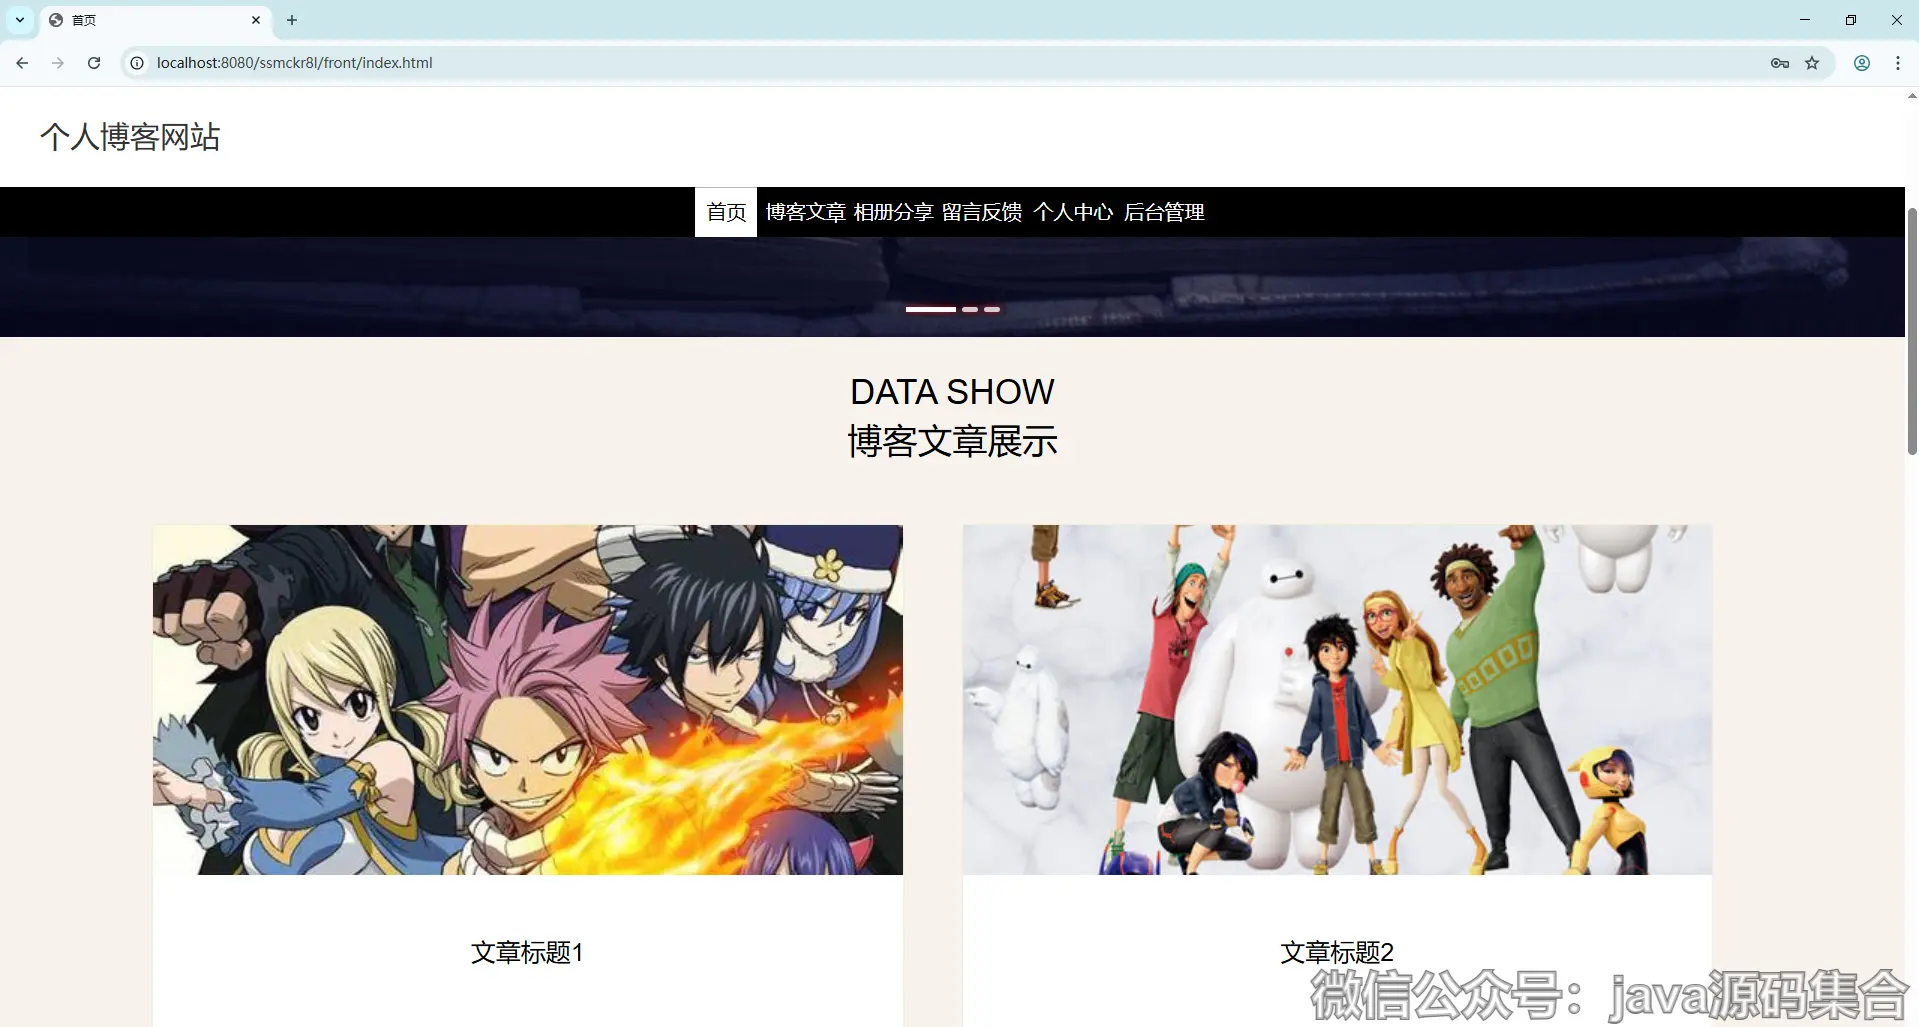 首页
localhost:8080/ssmckr8l/front/index.html
个人博客网站
首页 博客文章 相册分享 留言反馈 个人中心 后台管理
DATA SHOW
博客文章展示
文章标题1
文章标题2
微信公众号：java源码集合